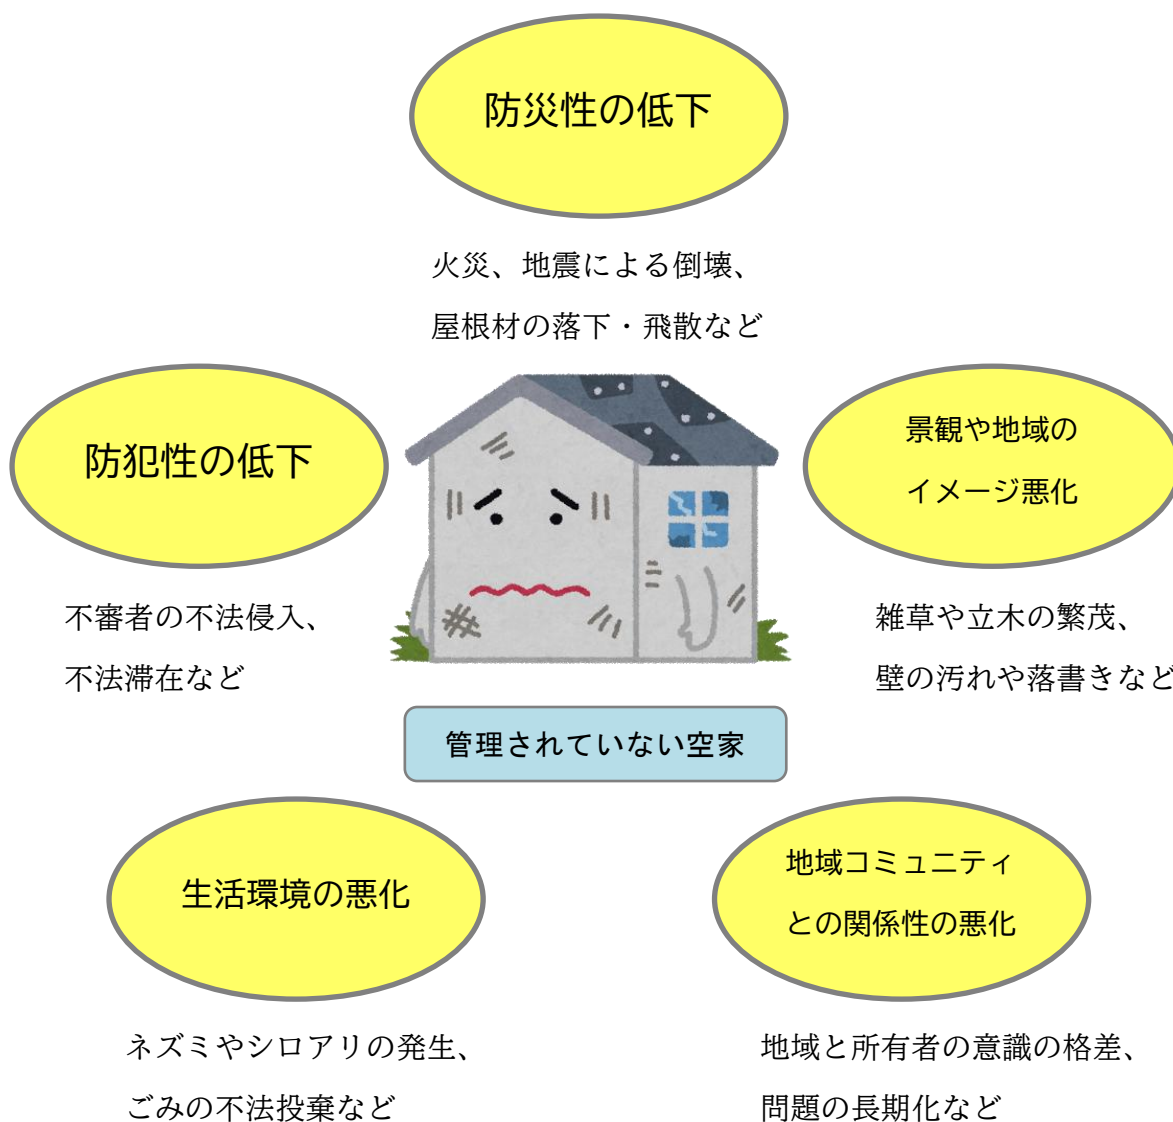 防災性の低下
火災、地震による倒壊、
屋根材の落下・飛散など
防犯性の低下
不審者の不法侵入、
不法滞在など
景観や地域の
イメージ悪化
雑草や立木の繁茂、
壁の汚れや落書きなど
管理されていない空家
生活環境の悪化
ネズミやシロアリの発生、
ごみの不法投棄など
地域コミュニティ
との関係性の悪化
地域と所有者の意識の格差、
問題の長期化など